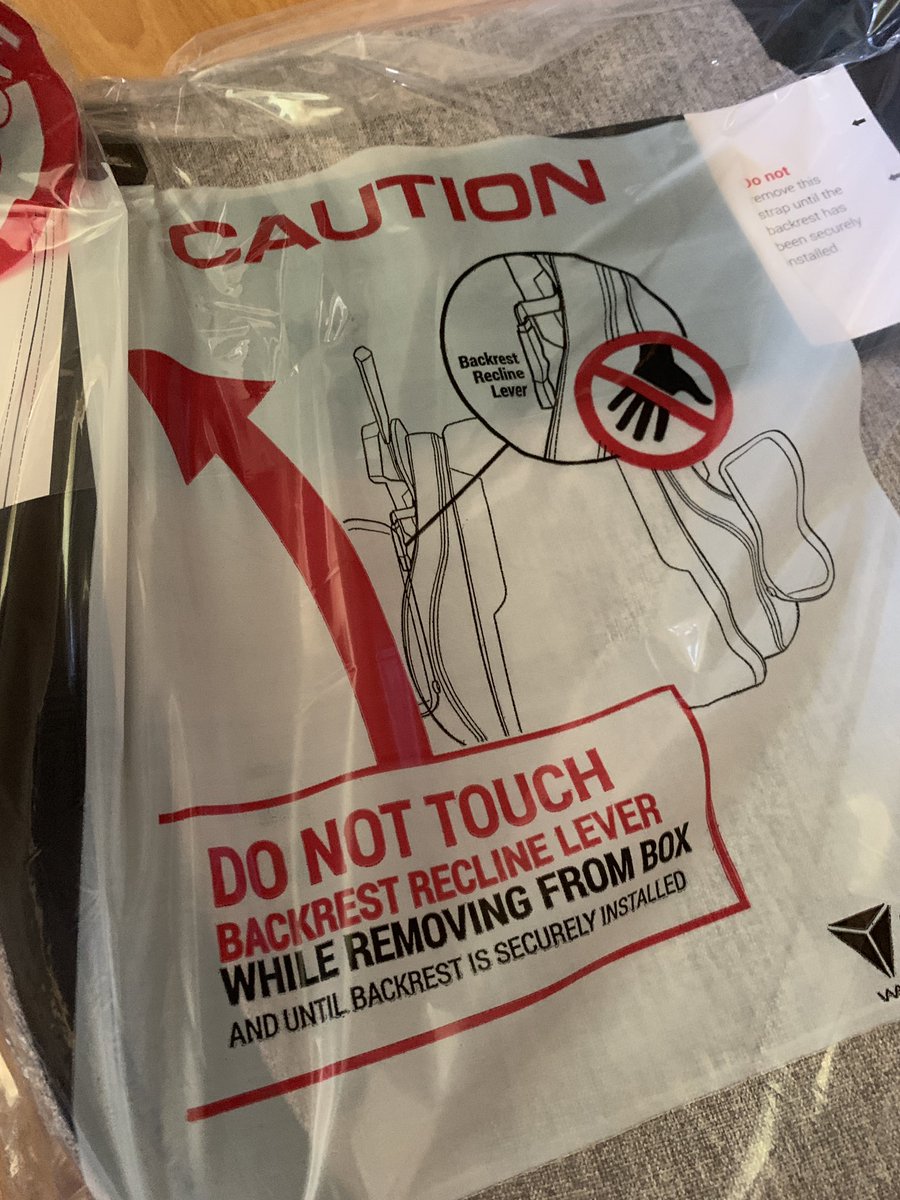 CAUTION
Do not
remove this
strap until the
backrest has
been securely
installed
Backrest
Recline
Lever
DO NOT TOUCH
BACKREST RECLINE LEVER
WHILE REMOVING FROM BOX
AND UNTIL BACKREST IS SECURELY INSTALLED